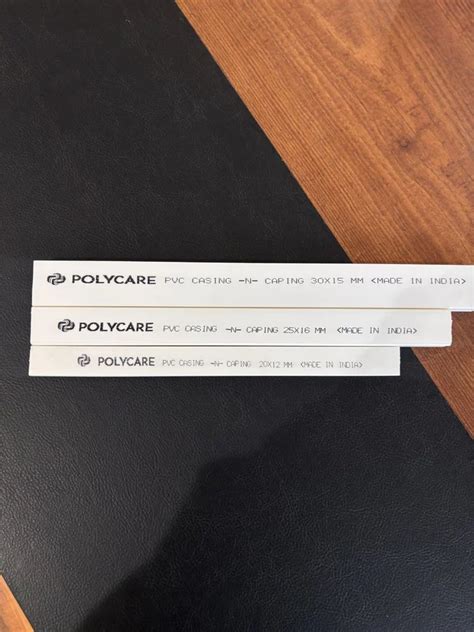 POLYCARE PVC CASING -N- CAPING 30X15 MM <MADE IN INDIA>
POLYCARE PVC CASING -N- CAPING 25X16 MM <MADE IN INDIA>
POLYCARE PVC CASING -N- CAPING 20X12 MM <MADE IN INDIA>